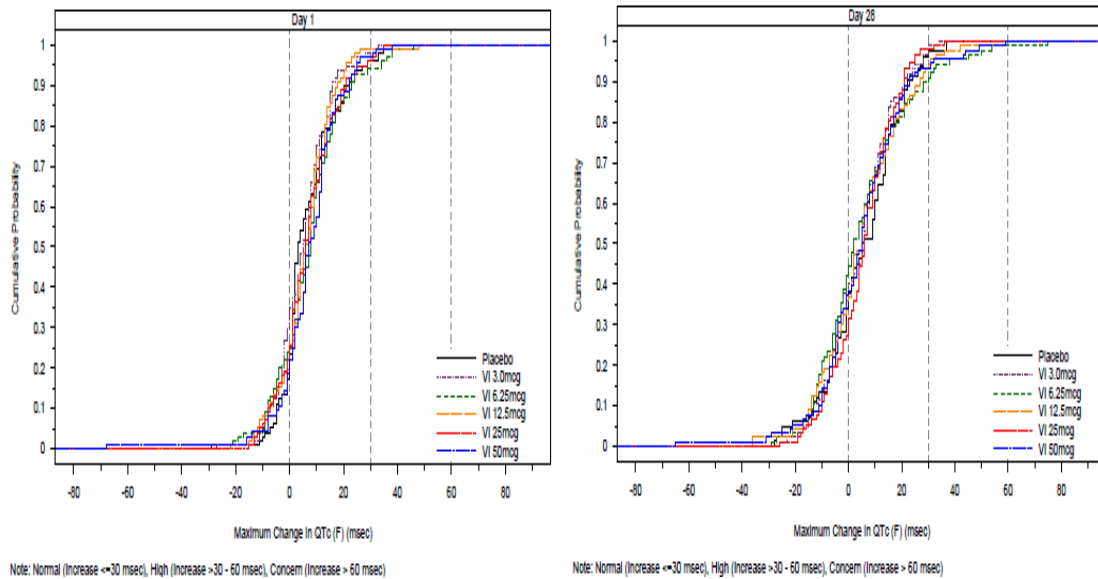 Day 1
Cumulative Probability
1
0.9
0.8
0.7
0.6
0.5
0.4
0.3
0.2
0.1
0
-80 -60 -40 -20 0 20 40 60 80
Maximum Change in QTc (F) (msec)
Placebo
VI 3.0mcg
VI 6.25mcg
VI 12.5mcg
VI 25mcg
VI 50mcg
Note: Normal (Increase <=30 msec), High (Increase >30 - 60 msec), Concern (Increase > 60 msec)
Day 28
Cumulative Probability
1
0.9
0.8
0.7
0.6
0.5
0.4
0.3
0.2
0.1
0
-80 -60 -40 -20 0 20 40 60 80
Maximum Change in QTc (F) (msec)
Placebo
VI 3.0mcg
VI 6.25mcg
VI 12.5mcg
VI 25mcg
VI 50mcg
Note: Normal (Increase <=30 msec), High (Increase >30 - 60 msec), Concern (Increase > 60 msec)